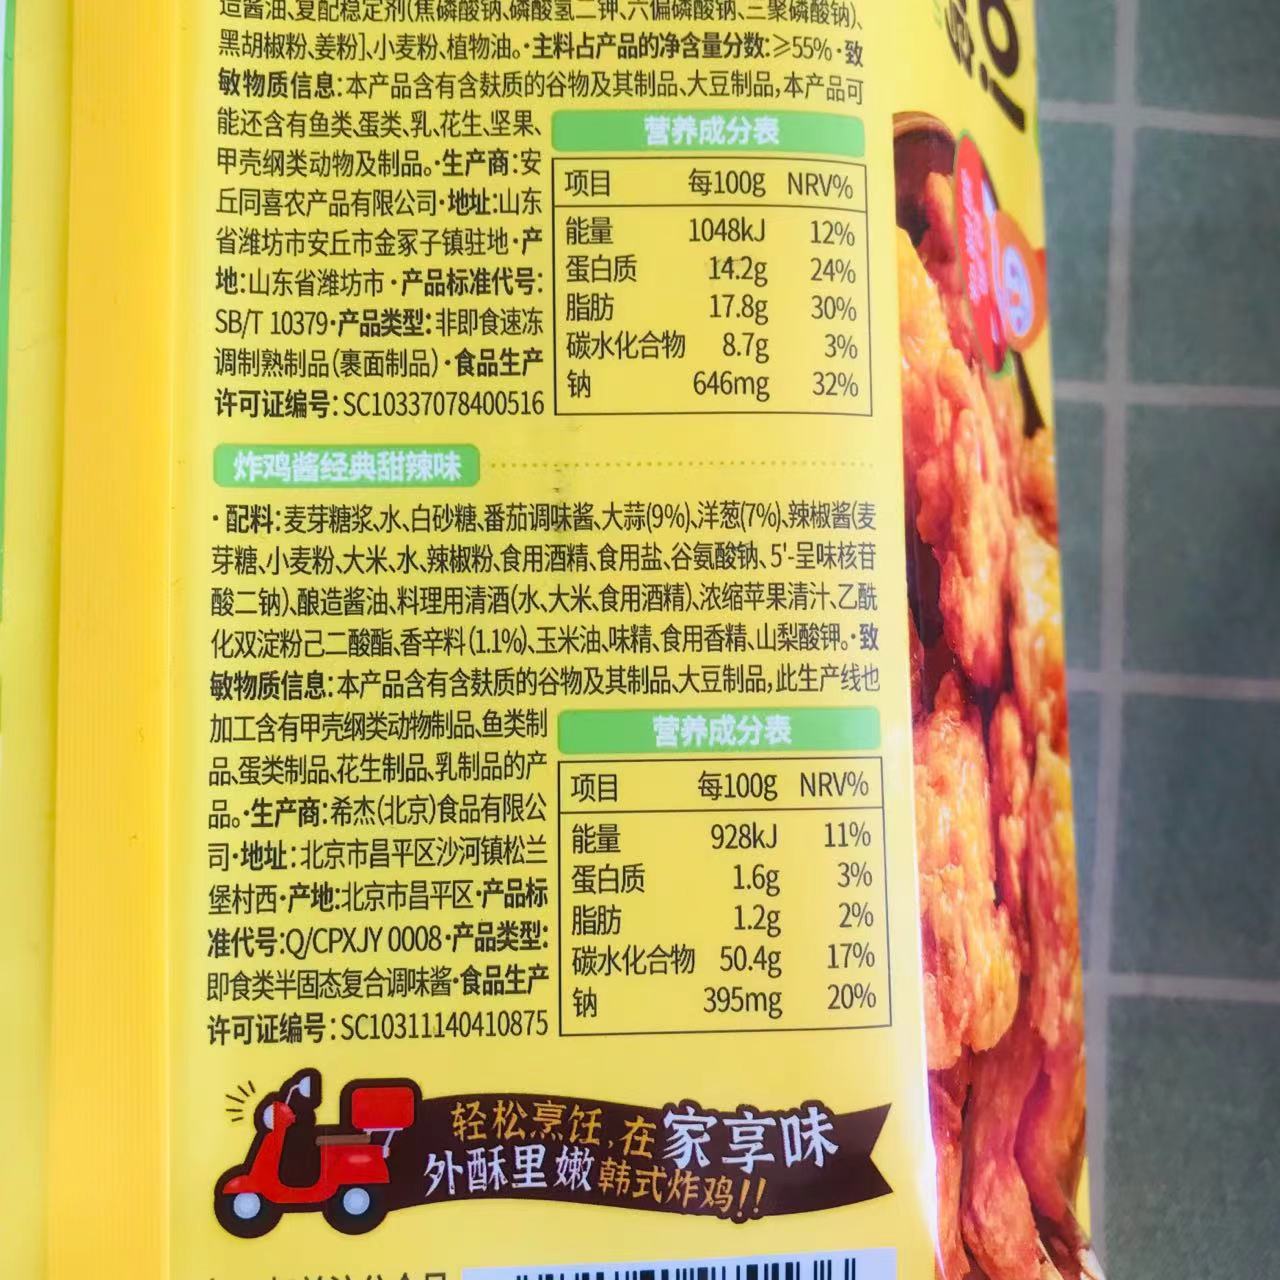 造酱油、复配稳定剂(焦磷酸钠、磷酸氢二钾、六偏磷酸钠、三聚磷酸钠)、
黑胡椒粉、姜粉]、小麦粉、植物油。·主料占产品的净含量分数:≥55%·致
敏物质信息:本产品含有含麸质的谷物及其制品、大豆制品,本产品可
能还含有鱼类、蛋类、乳、花生、坚果、
甲壳纲类动物及制品。·生产商:安
丘同喜农产品有限公司·地址:山东
省潍坊市安丘市金冢子镇驻地·产
地:山东省潍坊市·产品标准代号:
SB/T 10379·产品类型:非即食速冻
调制熟制品(裹面制品)·食品生产
许可证编号:SC10337078400516
营养成分表
项目 每100g NRV%
能量 1048kJ 12%
蛋白质 14.2g 24%
脂肪 17.8g 30%
碳水化合物 8.7g 3%
钠 646mg 32%
炸鸡酱经典甜辣味
·配料:麦芽糖浆、水、白砂糖、番茄调味酱、大蒜(9%)、洋葱(7%)、辣椒酱(麦
芽糖、小麦粉、大米、水、辣椒粉、食用酒精、食用盐、谷氨酸钠、5'-呈味核苷
酸二钠)、酿造酱油、料理用清酒(水、大米、食用酒精)、浓缩苹果清汁、乙酰
化双淀粉己二酸酯、香辛料(1.1%)、玉米油、味精、食用香精、山梨酸钾。·致
敏物质信息:本产品含有含麸质的谷物及其制品、大豆制品,此生产线也
加工含有甲壳纲类动物制品、鱼类制
品、蛋类制品、花生制品、乳制品的产
品。·生产商:希杰(北京)食品有限公
司·地址:北京市昌平区沙河镇松兰
堡村西·产地:北京市昌平区·产品标
准代号:Q/CPXJY 0008·产品类型:
即食类半固态复合调味酱·食品生产
许可证编号:SC10311140410875
营养成分表
项目 每100g NRV%
能量 928kJ 11%
蛋白质 1.6g 3%
脂肪 1.2g 2%
碳水化合物 50.4g 17%
钠 395mg 20%
轻松烹饪,在家享味
外酥里嫩韩式炸鸡!!